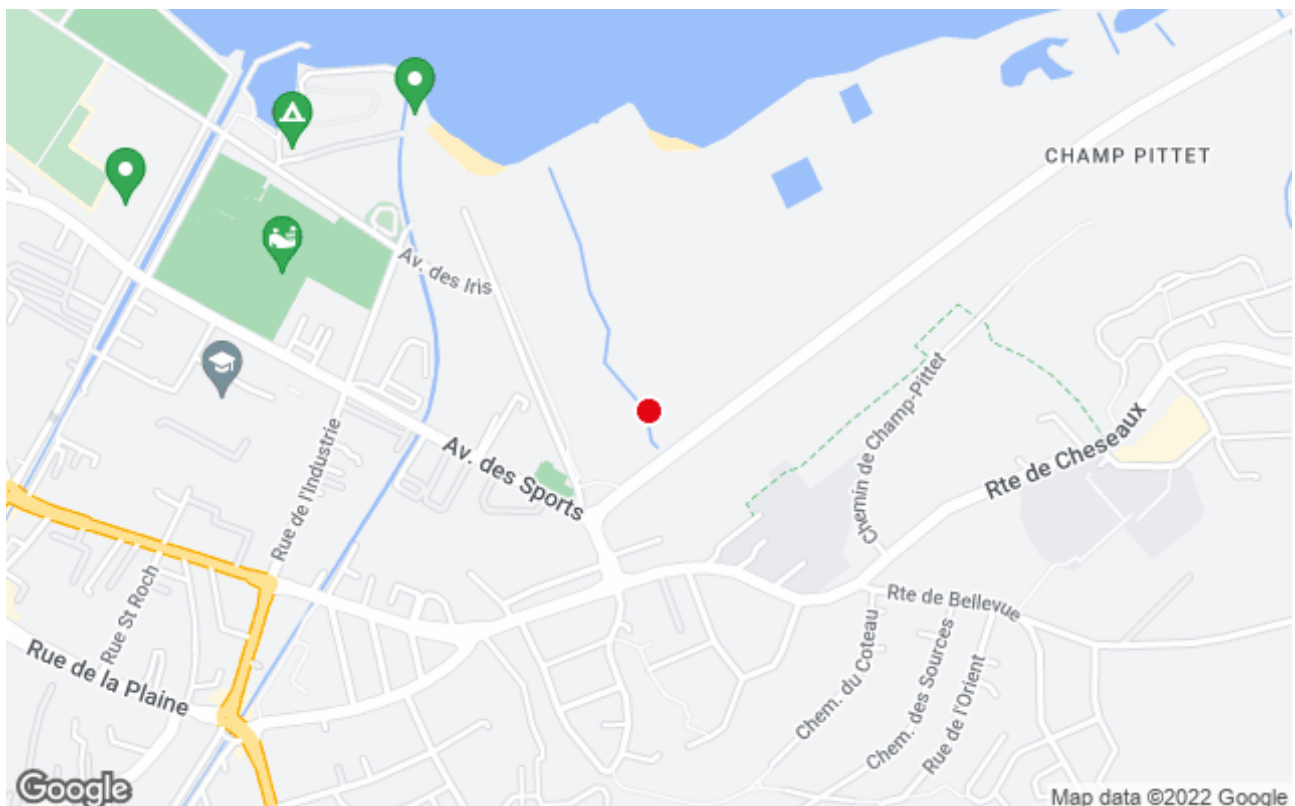 CHAMP PITTET
Av. des Iris
Chemin de Champ-Pittet
Rte de Cheseaux
Rue de l'Industrie
Av. des Sports
Rue St Roch
Rte de Bellevue
Rue de la Plaine
Chem. du Coteau
Chem. des Sources
Rue de l'Orient
Google
Map data ©2022 Google